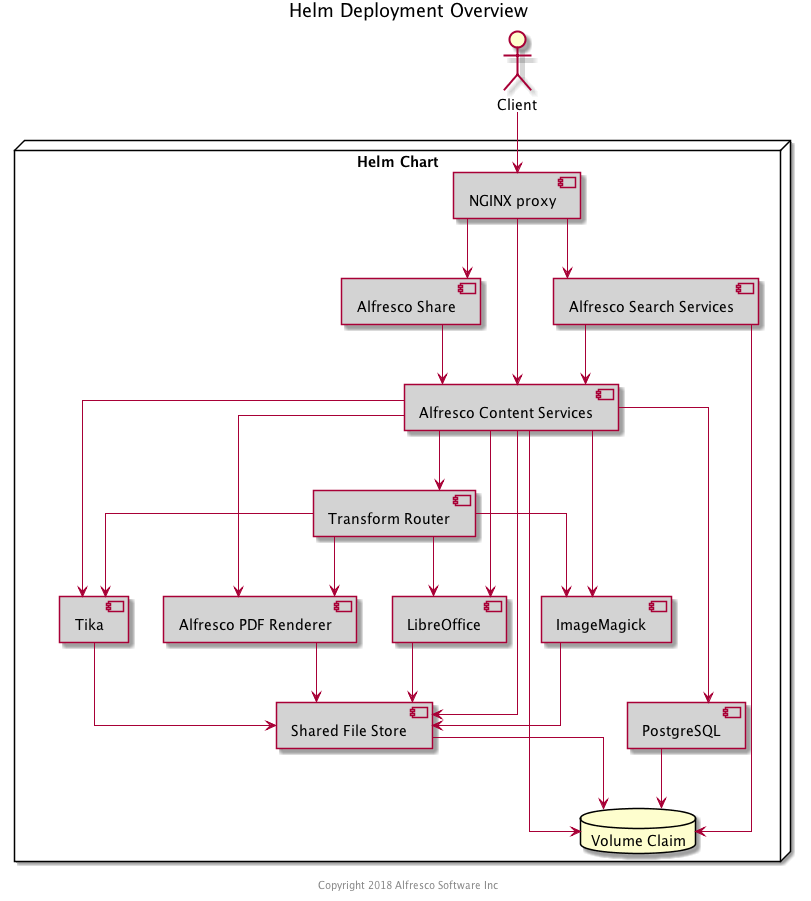 Helm Deployment Overview
Client
Helm Chart
NGINX proxy
Alfresco Share
Alfresco Search Services
Alfresco Content Services
Transform Router
Tika
Alfresco PDF Renderer
LibreOffice
ImageMagick
Shared File Store
PostgreSQL
Volume Claim
Copyright 2018 Alfresco Software Inc